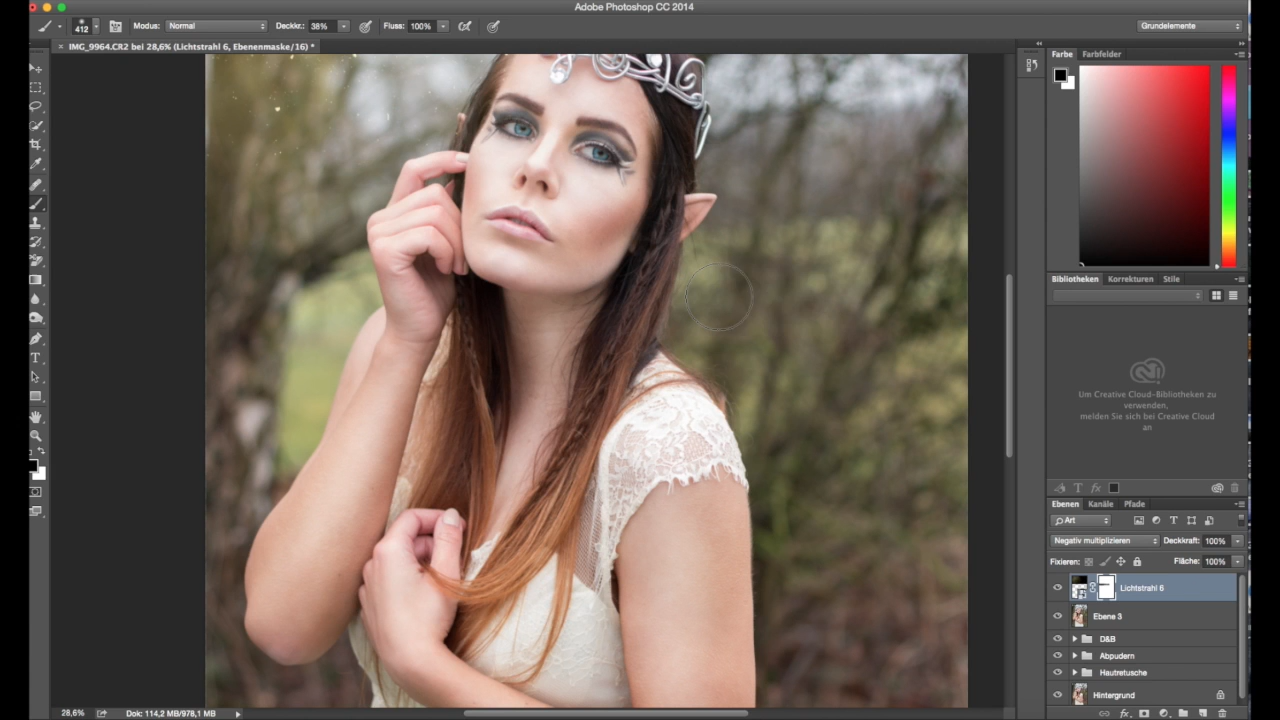 Adobe Photoshop CC 2014
412
Modus: Normal
Deckkr.: 38%
Fluss: 100%
Grundelemente
× IMG_9964.CR2 bei 28,6% (Lichtstrahl 6, Ebenenmaske/16) *
Farbe Farbfelder
Bibliotheken Korrekturen Stile
Um Creative Cloud-Bibliotheken zu
verwenden,
melden Sie sich bei Creative Cloud
an
Ebenen Kanäle Pfade
Art
Negativ multiplizieren Deckkraft: 100%
Fixieren: Fläche: 100%
Lichtstrahl 6
Ebene 3
D&B
Abpudern
Hautretusche
Hintergrund
28,6% Dok: 114,2 MB/978,1 MB